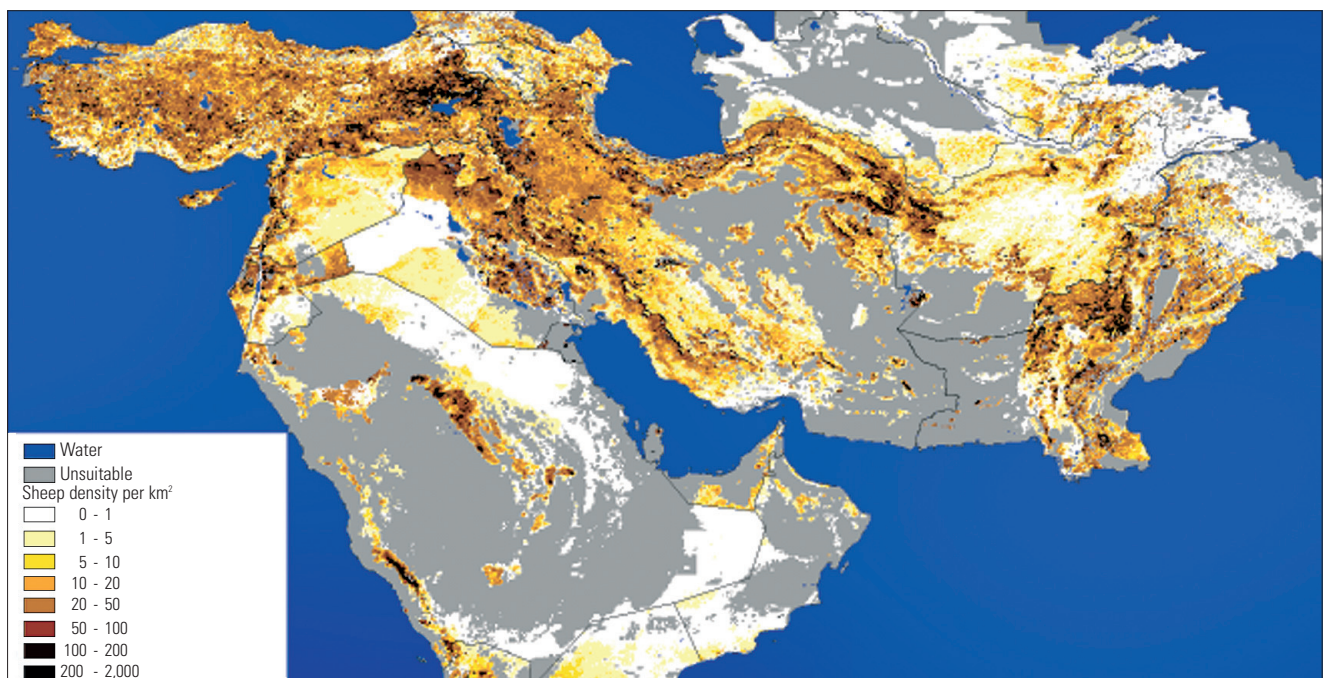 Water
Unsuitable
Sheep density per km²
0 - 1
1 - 5
5 - 10
10 - 20
20 - 50
50 - 100
100 - 200
200 - 2,000